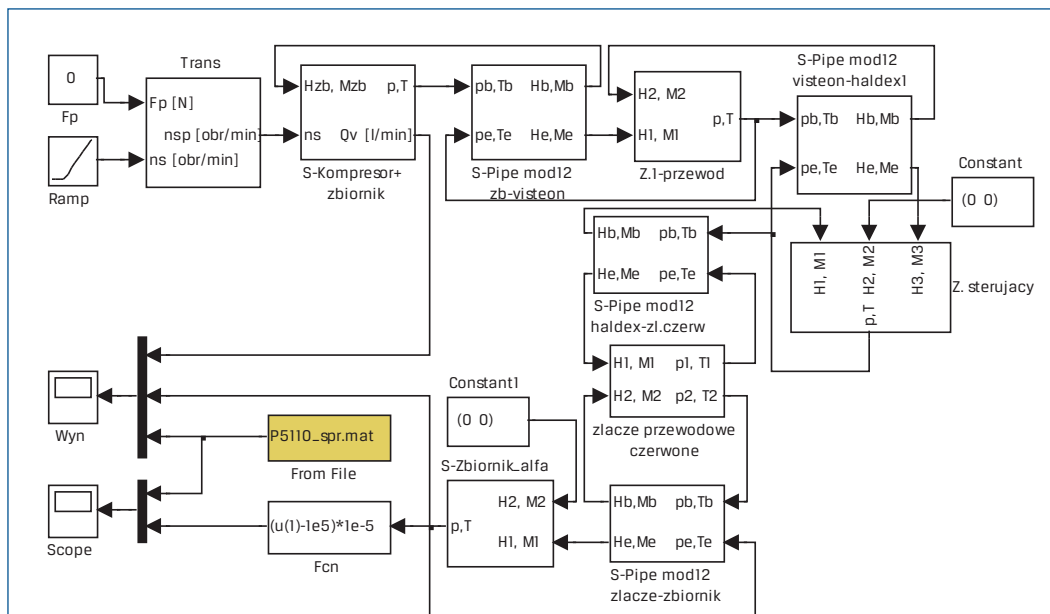 Trans
0
Fp
Fp [N]
nsp [obr/min]
ns [obr/min]
Ramp
Hzb, Mzb
p,T
ns
Qv [l/min]
S-Kompresor+
zbiornik
pb,Tb
Hb,Mb
pe,Te
He,Me
S-Pipe mod12
zb-visteon
H2, M2
p,T
H1, M1
Z.1-przewod
S-Pipe mod12
visteon-haldex1
pb,Tb
Hb,Mb
pe,Te
He,Me
Constant
(0 0)
H1, M1
H2, M2
H3, M3
p,T
Z. sterujacy
Hb,Mb
pb,Tb
He,Me
pe,Te
S-Pipe mod12
haldex-zl.czerw
H1, M1
p1, T1
H2, M2
p2, T2
zlacze przewodowe
czerwone
Constant1
(0 0)
Wyn
P5110_spr.mat
From File
S-Zbiornik_alfa
H2, M2
p,T
H1, M1
Hb,Mb
pb,Tb
He,Me
pe,Te
S-Pipe mod12
zlacze-zbiornik
Scope
(u(1)-1e5)*1e-5
Fcn